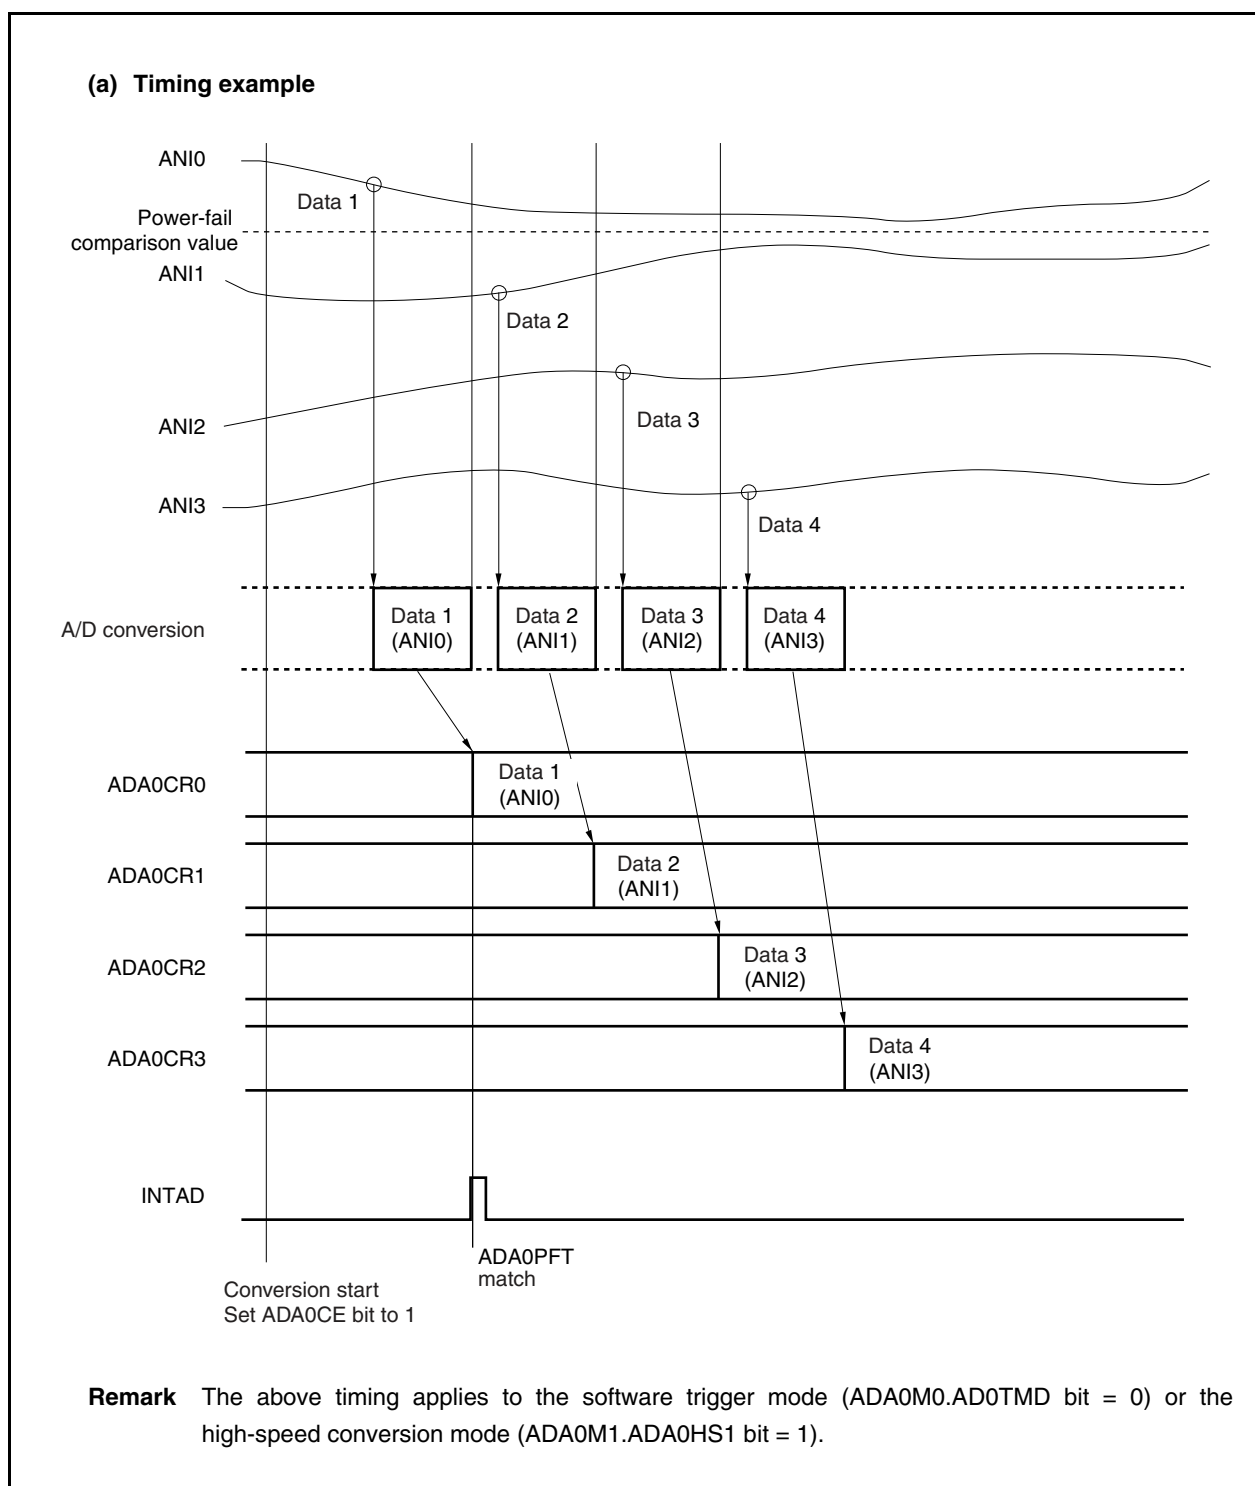 (a) Timing example
ANI0
Data 1
Power-fail
comparison value
ANI1
Data 2
Data 3
ANI2
ANI3
Data 4
A/D conversion
Data 1
(ANI0)
Data 2
(ANI1)
Data 3
(ANI2)
Data 4
(ANI3)
ADA0CR0
Data 1
(ANI0)
ADA0CR1
Data 2
(ANI1)
ADA0CR2
Data 3
(ANI2)
ADA0CR3
Data 4
(ANI3)
INTAD
ADA0PFT
match
Conversion start
Set ADA0CE bit to 1
Remark The above timing applies to the software trigger mode (ADA0M0.AD0TMD bit = 0) or the
high-speed conversion mode (ADA0M1.ADA0HS1 bit = 1).